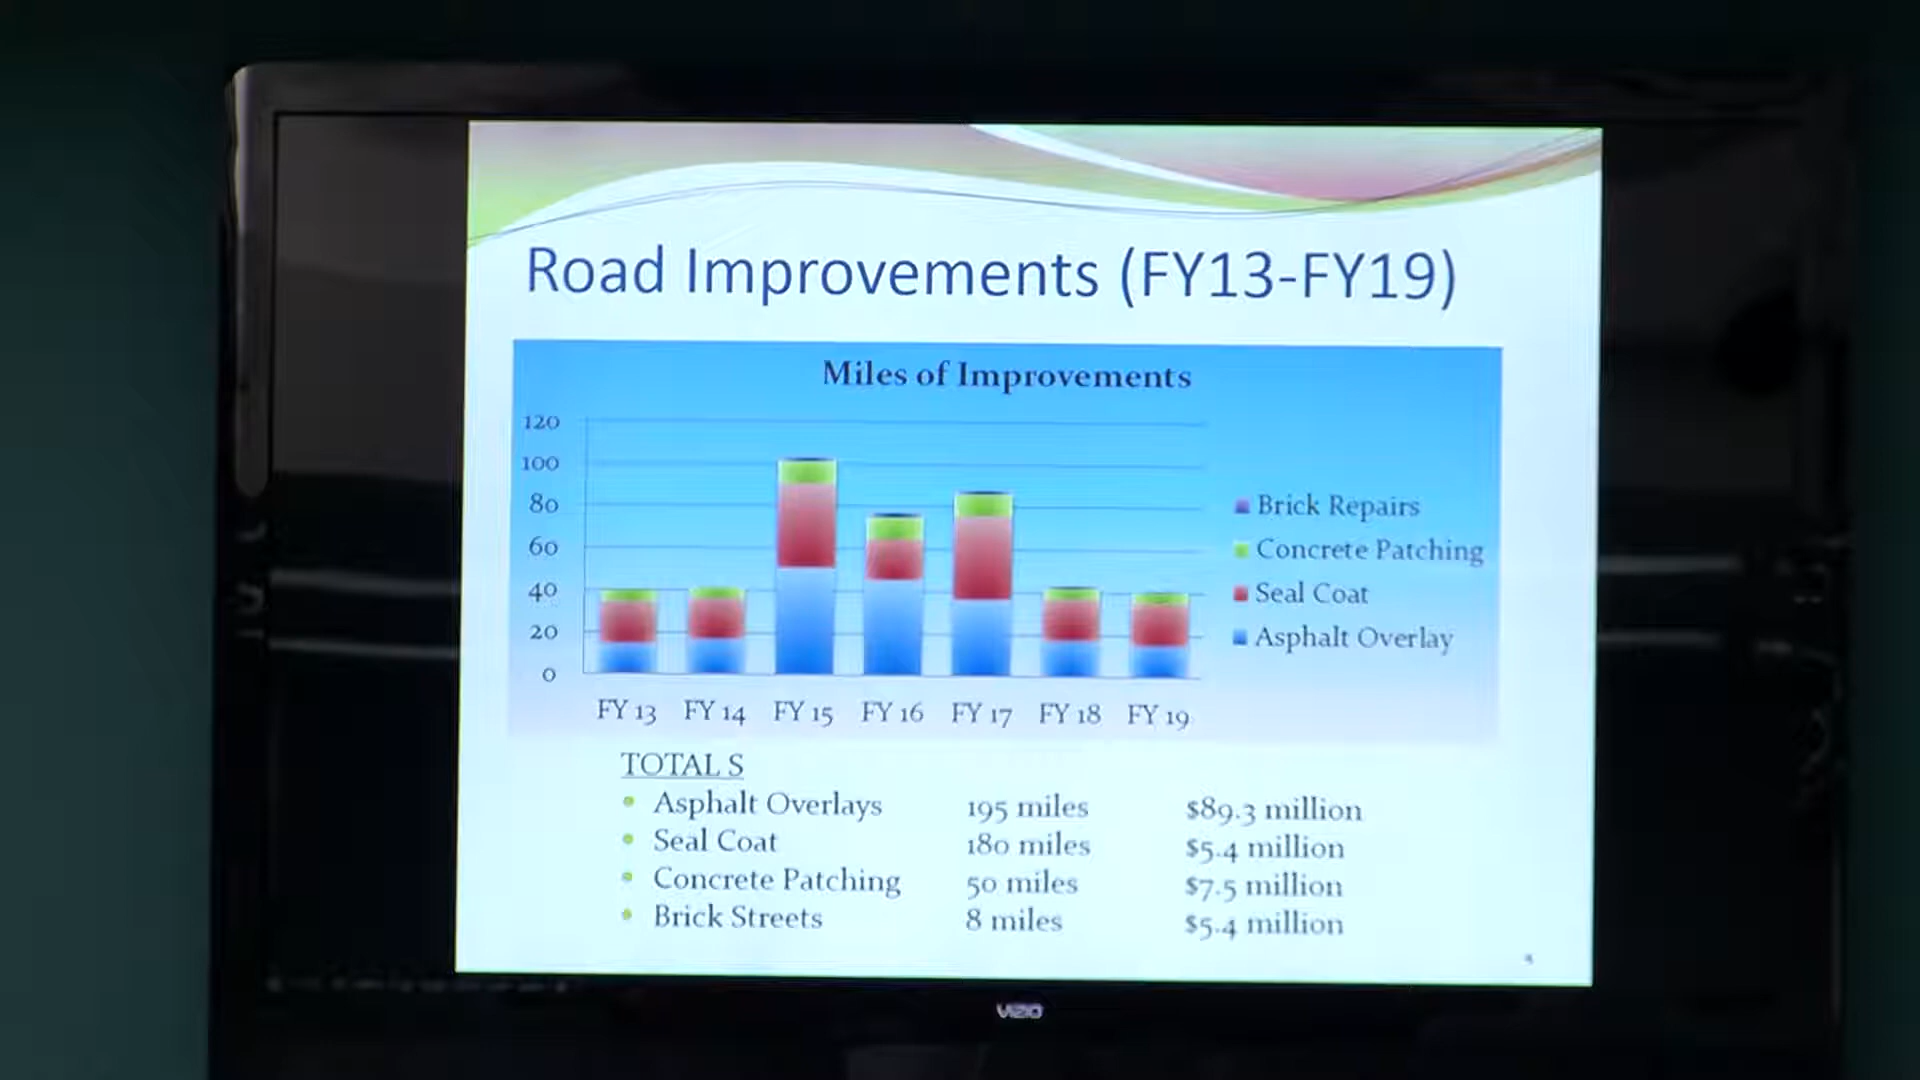 Road Improvements (FY13-FY19)
Miles of Improvements
120
100
80
60
40
20
0
Brick Repairs
Concrete Patching
Seal Coat
Asphalt Overlay
FY 13 FY 14 FY 15 FY 16 FY 17 FY 18 FY 19
TOTAL S
Asphalt Overlays 195 miles $89.3 million
Seal Coat 180 miles $5.4 million
Concrete Patching 50 miles $7.5 million
Brick Streets 8 miles $5.4 million
VIZIO